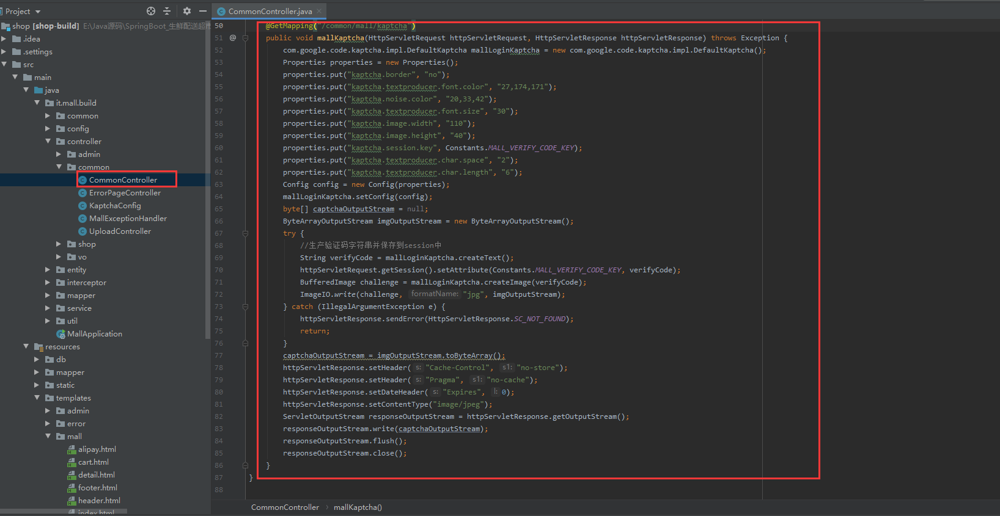 Project
CommonController.java
shop [shop-build] E:\Java源码\SpringBoot_生鲜配送超市
.idea
.settings
src
main
java
it.mall.build
common
config
controller
admin
common
CommonController
ErrorPageController
KaptchaConfig
MallExceptionHandler
UploadController
shop
vo
entity
interceptor
mapper
service
util
MallApplication
resources
db
mapper
static
templates
admin
error
mall
alipay.html
cart.html
detail.html
footer.html
header.html
index.html
50 @GetMapping("/common/mall/kaptcha")
51 @ public void mallKaptcha(HttpServletRequest httpServletRequest, HttpServletResponse httpServletResponse) throws Exception {
52 com.google.code.kaptcha.impl.DefaultKaptcha mallLoginKaptcha = new com.google.code.kaptcha.impl.DefaultKaptcha();
53 Properties properties = new Properties();
54 properties.put("kaptcha.border", "no");
55 properties.put("kaptcha.textproducer.font.color", "27,174,171");
56 properties.put("kaptcha.noise.color", "20,33,42");
57 properties.put("kaptcha.textproducer.font.size", "30");
58 properties.put("kaptcha.image.width", "110");
59 properties.put("kaptcha.image.height", "40");
60 properties.put("kaptcha.session.key", Constants.MALL_VERIFY_CODE_KEY);
61 properties.put("kaptcha.textproducer.char.space", "2");
62 properties.put("kaptcha.textproducer.char.length", "6");
63 Config config = new Config(properties);
64 mallLoginKaptcha.setConfig(config);
65 byte[] captchaOutputStream = null;
66 ByteArrayOutputStream imgOutputStream = new ByteArrayOutputStream();
67 try {
68 //生产验证码字符串并保存到session中
69 String verifyCode = mallLoginKaptcha.createText();
70 httpServletRequest.getSession().setAttribute(Constants.MALL_VERIFY_CODE_KEY, verifyCode);
71 BufferedImage challenge = mallLoginKaptcha.createImage(verifyCode);
72 ImageIO.write(challenge, formatName: "jpg", imgOutputStream);
73 } catch (IllegalArgumentException e) {
74 httpServletResponse.sendError(HttpServletResponse.SC_NOT_FOUND);
75 return;
76 }
77 captchaOutputStream = imgOutputStream.toByteArray();
78 httpServletResponse.setHeader( s: "Cache-Control", s1: "no-store");
79 httpServletResponse.setHeader( s: "Pragma", s1: "no-cache");
80 httpServletResponse.setDateHeader( s: "Expires", l: 0);
81 httpServletResponse.setContentType("image/jpeg");
82 ServletOutputStream responseOutputStream = httpServletResponse.getOutputStream();
83 responseOutputStream.write(captchaOutputStream);
84 responseOutputStream.flush();
85 responseOutputStream.close();
86 }
87 }
88
CommonController › mallKaptcha()